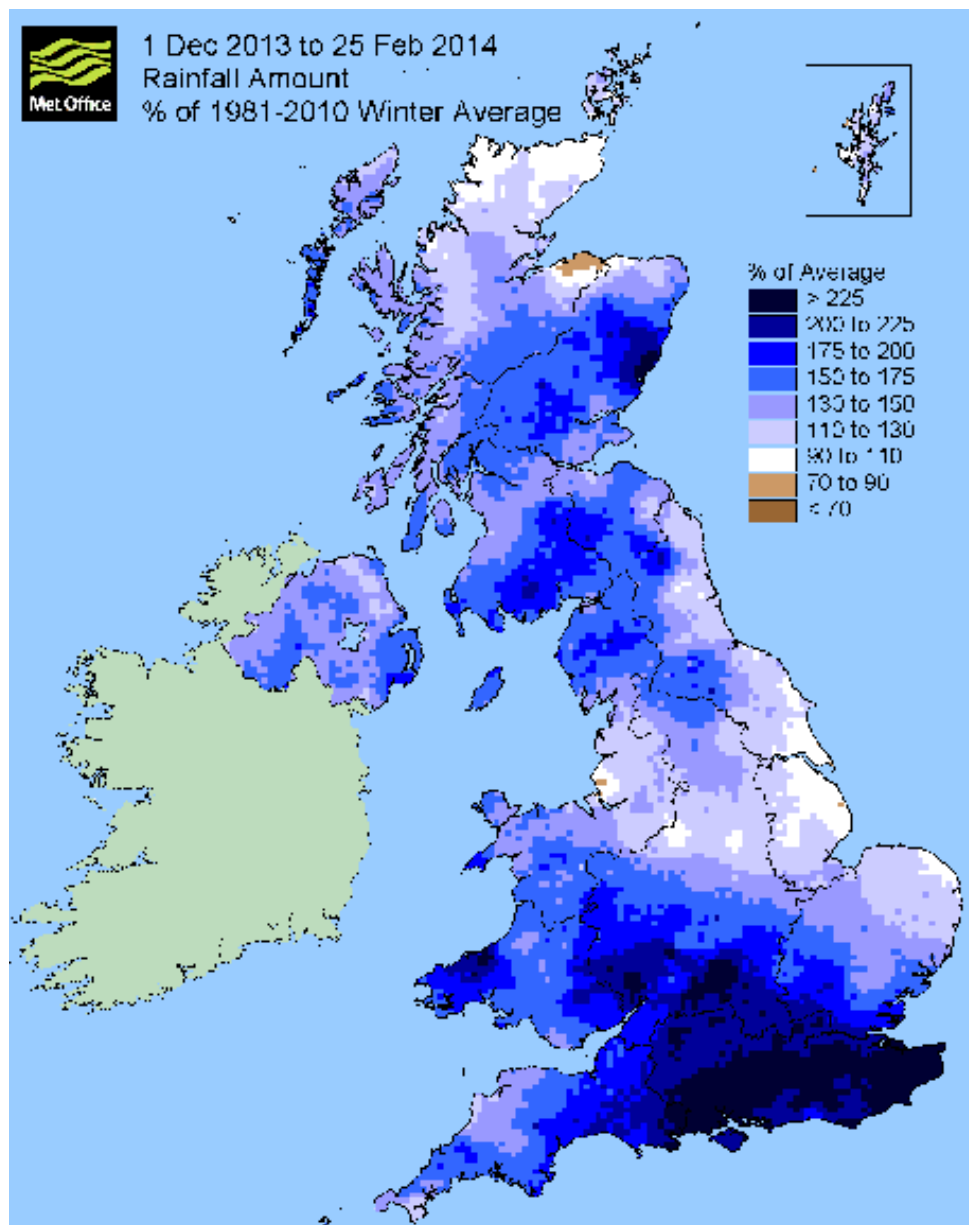 1 Dec 2013 to 25 Feb 2014
Rainfall Amount
% of 1981-2010 Winter Average
Met Office
% of Average
> 225
200 to 225
175 to 200
150 to 175
130 to 150
110 to 130
90 to 110
70 to 90
< 70